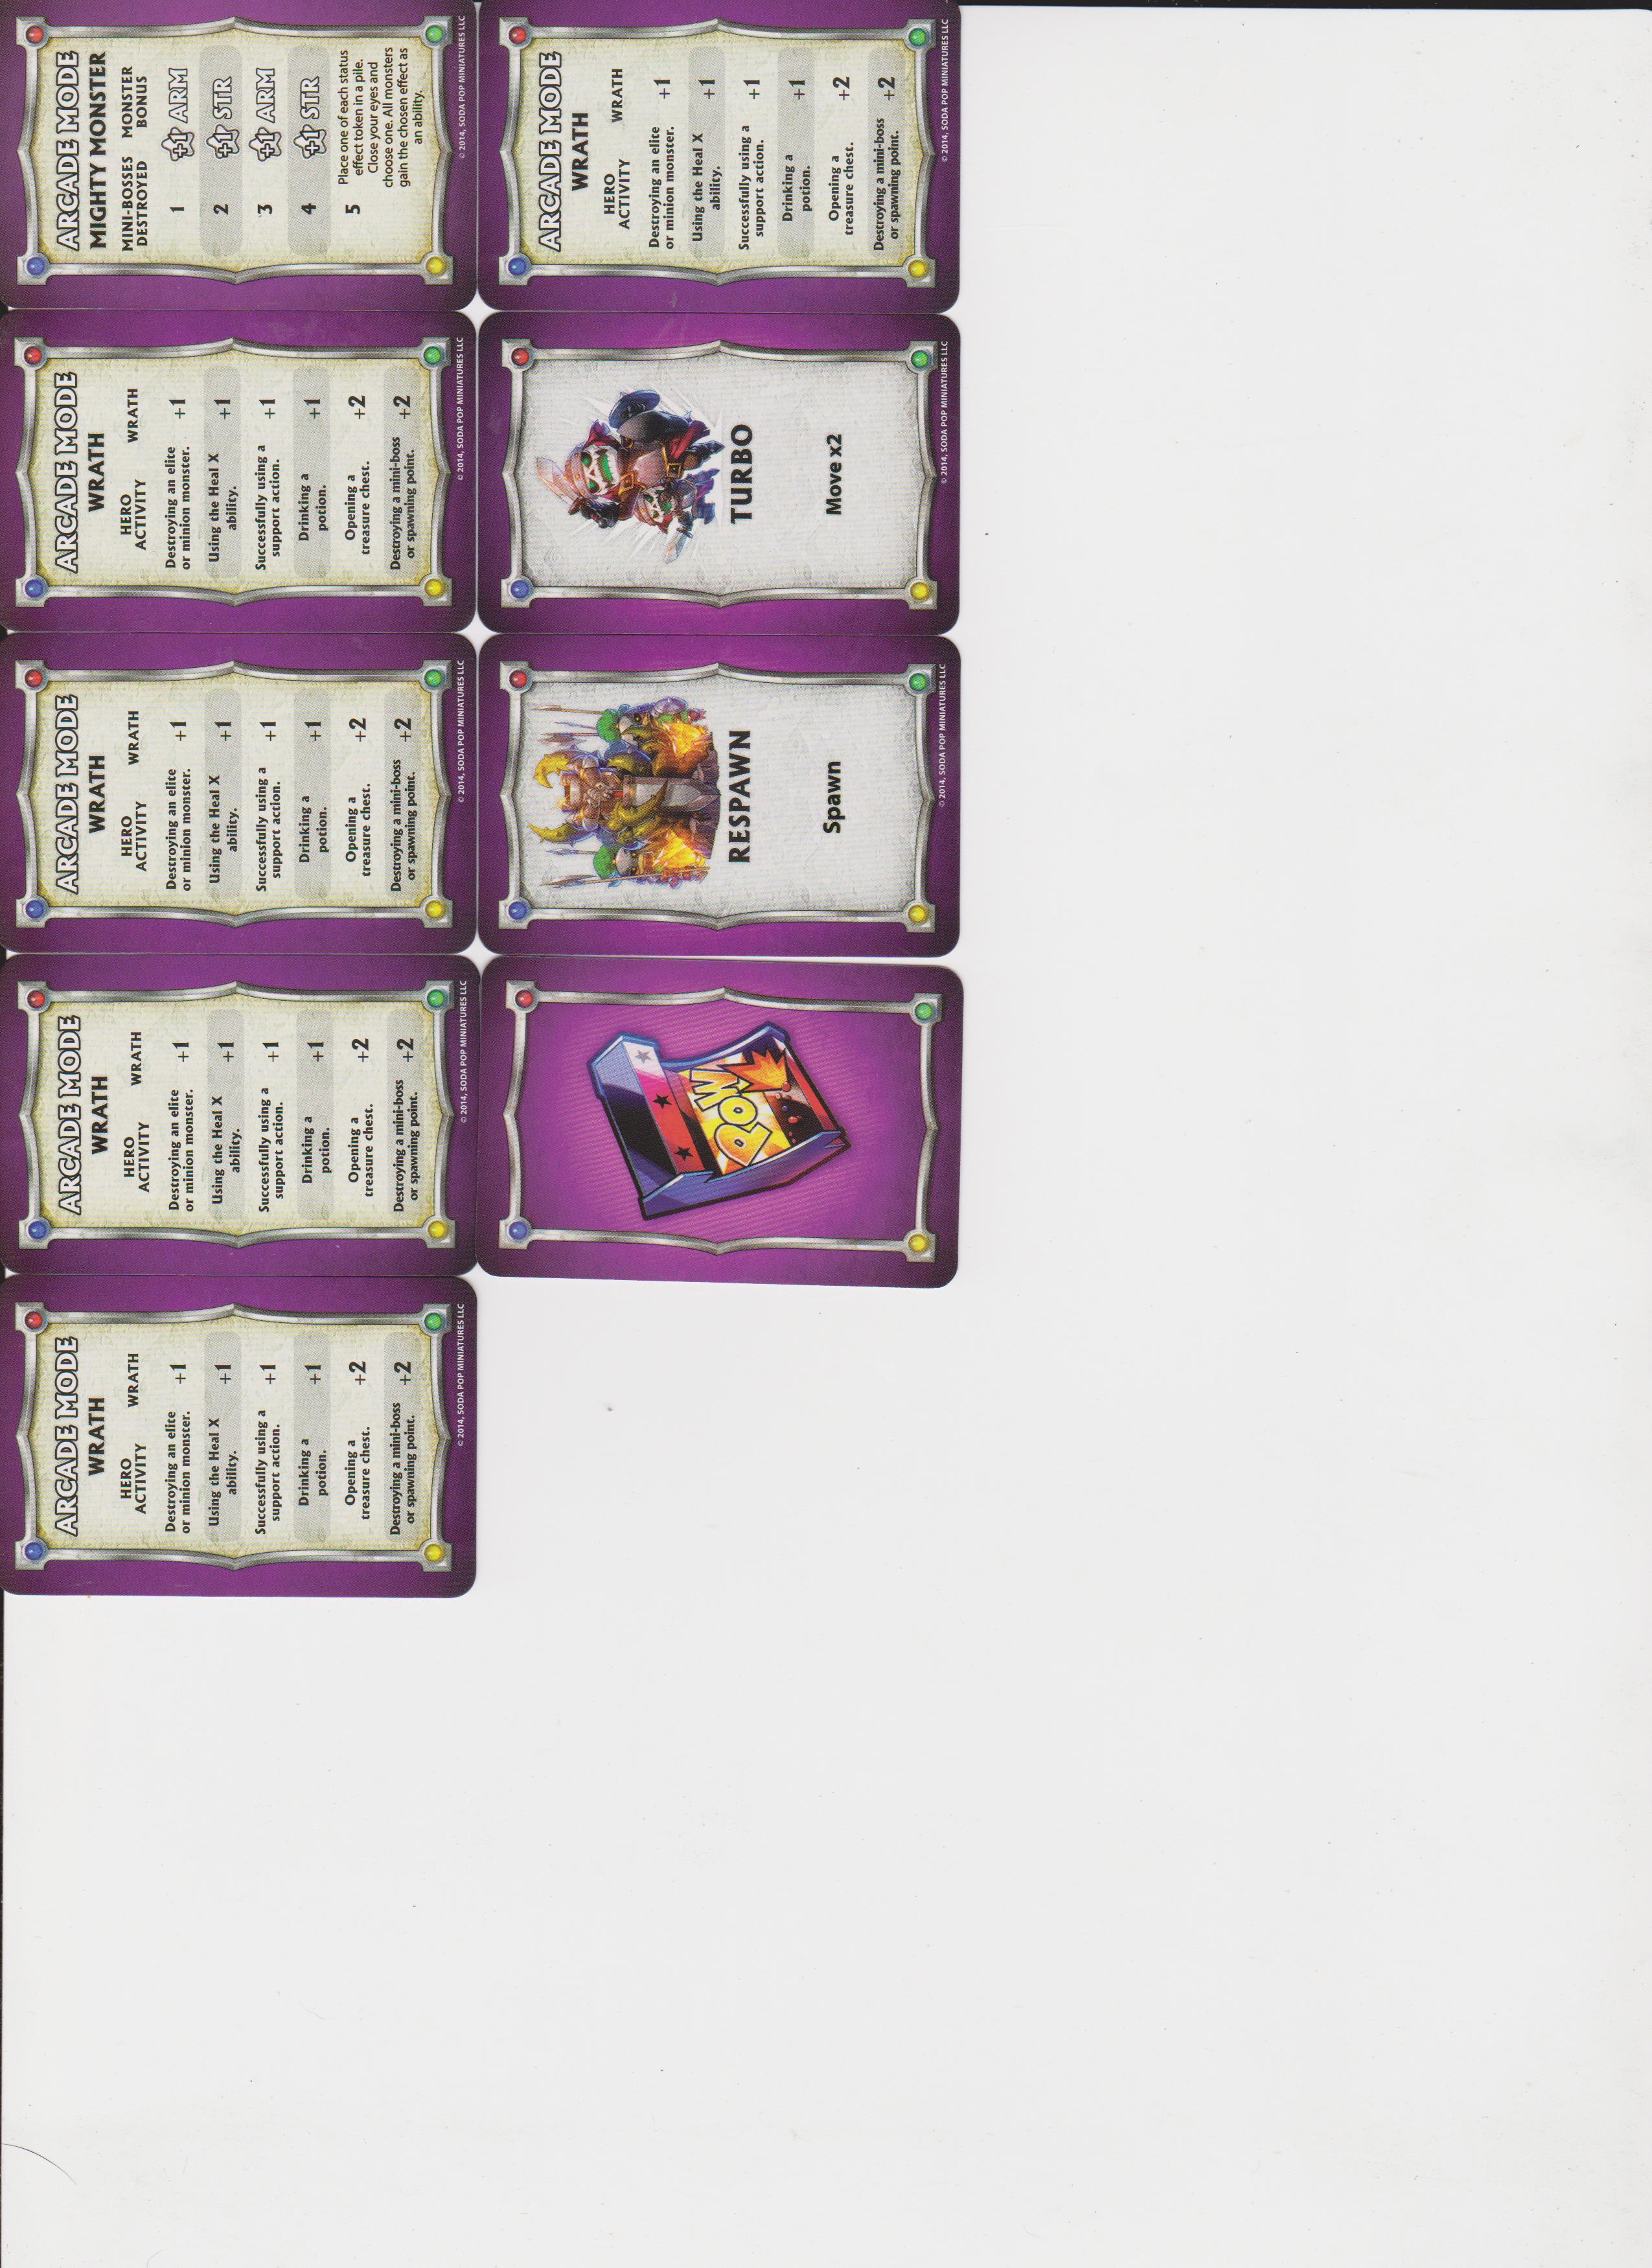 ARCADE MODE
WRATH
HERO
ACTIVITY
WRATH
Destroying an elite
or minion monster.
+1
Using the Heal X
ability.
+1
Successfully using a
support action.
+1
Drinking a
potion.
+1
Opening a
treasure chest.
+2
Destroying a mini-boss
or spawning point.
+2
© 2014, SODA POP MINIATURES LLC
ARCADE MODE
WRATH
HERO
ACTIVITY
WRATH
Destroying an elite
or minion monster.
+1
Using the Heal X
ability.
+1
Successfully using a
support action.
+1
Drinking a
potion.
+1
Opening a
treasure chest.
+2
Destroying a mini-boss
or spawning point.
+2
© 2014, SODA POP MINIATURES LLC
ARCADE MODE
WRATH
HERO
ACTIVITY
WRATH
Destroying an elite
or minion monster.
+1
Using the Heal X
ability.
+1
Successfully using a
support action.
+1
Drinking a
potion.
+1
Opening a
treasure chest.
+2
Destroying a mini-boss
or spawning point.
+2
© 2014, SODA POP MINIATURES LLC
ARCADE MODE
WRATH
HERO
ACTIVITY
WRATH
Destroying an elite
or minion monster.
+1
Using the Heal X
ability.
+1
Successfully using a
support action.
+1
Drinking a
potion.
+1
Opening a
treasure chest.
+2
Destroying a mini-boss
or spawning point.
+2
© 2014, SODA POP MINIATURES LLC
ARCADE MODE
MIGHTY MONSTER
MINI-BOSSES
DESTROYED
MONSTER
BONUS
1 +1 ARM
2 +1 STR
3 +1 ARM
4 +1 STR
5
Place one of each status
effect token in a pile.
Close your eyes and
choose one. All monsters
gain the chosen effect as
an ability.
© 2014, SODA POP MINIATURES LLC
POW
RESPAWN
Spawn
© 2014, SODA POP MINIATURES LLC
TURBO
Move x2
© 2014, SODA POP MINIATURES LLC
ARCADE MODE
WRATH
HERO
ACTIVITY
WRATH
Destroying an elite
or minion monster.
+1
Using the Heal X
ability.
+1
Successfully using a
support action.
+1
Drinking a
potion.
+1
Opening a
treasure chest.
+2
Destroying a mini-boss
or spawning point.
+2
© 2014, SODA POP MINIATURES LLC